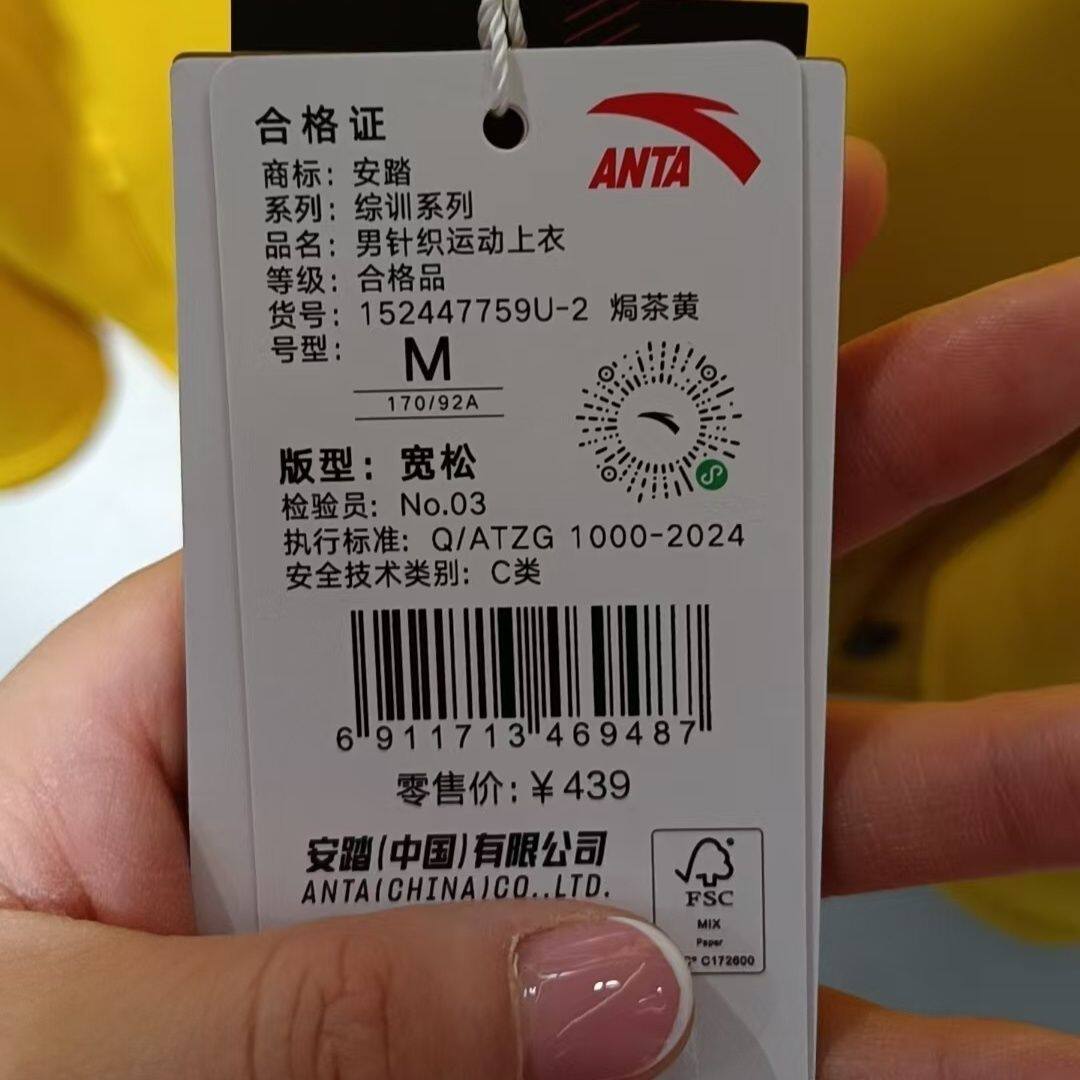 合格证
ANTA
商标：安踏
系列：综训系列
品名：男针织运动上衣
等级：合格品
货号：152447759U-2 焗茶黄
号型：M
170/92A
版型：宽松
检验员：No.03
执行标准：Q/ATZG 1000-2024
安全技术类别：C类
6 911713 469487
零售价：￥439
安踏(中国)有限公司
ANTA(CHINA)CO.,LTD.
FSC
MIX
Paper
C172600